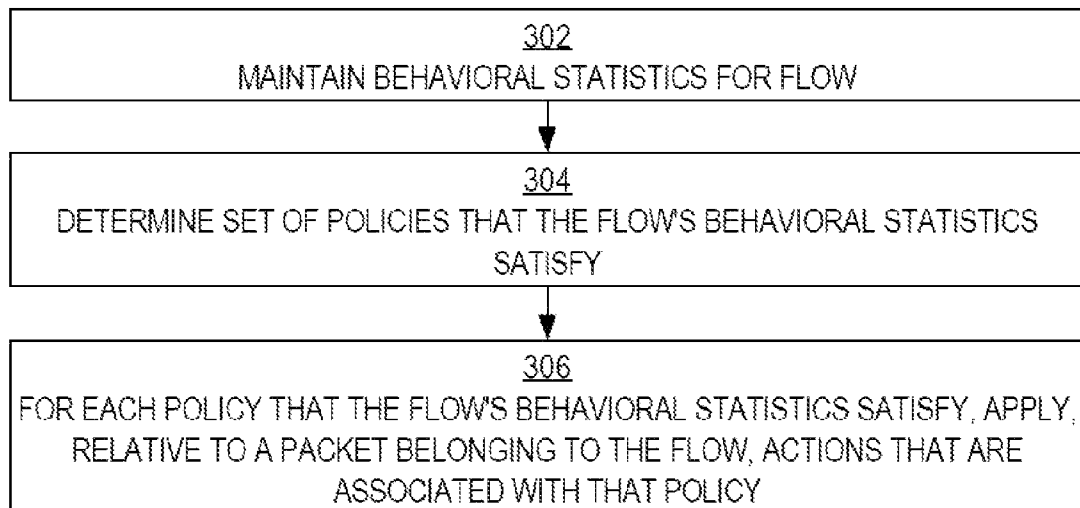 302
MAINTAIN BEHAVIORAL STATISTICS FOR FLOW
304
DETERMINE SET OF POLICIES THAT THE FLOW'S BEHAVIORAL STATISTICS
SATISFY
306
FOR EACH POLICY THAT THE FLOW'S BEHAVIORAL STATISTICS SATISFY, APPLY,
RELATIVE TO A PACKET BELONGING TO THE FLOW, ACTIONS THAT ARE
ASSOCIATED WITH THAT POLICY